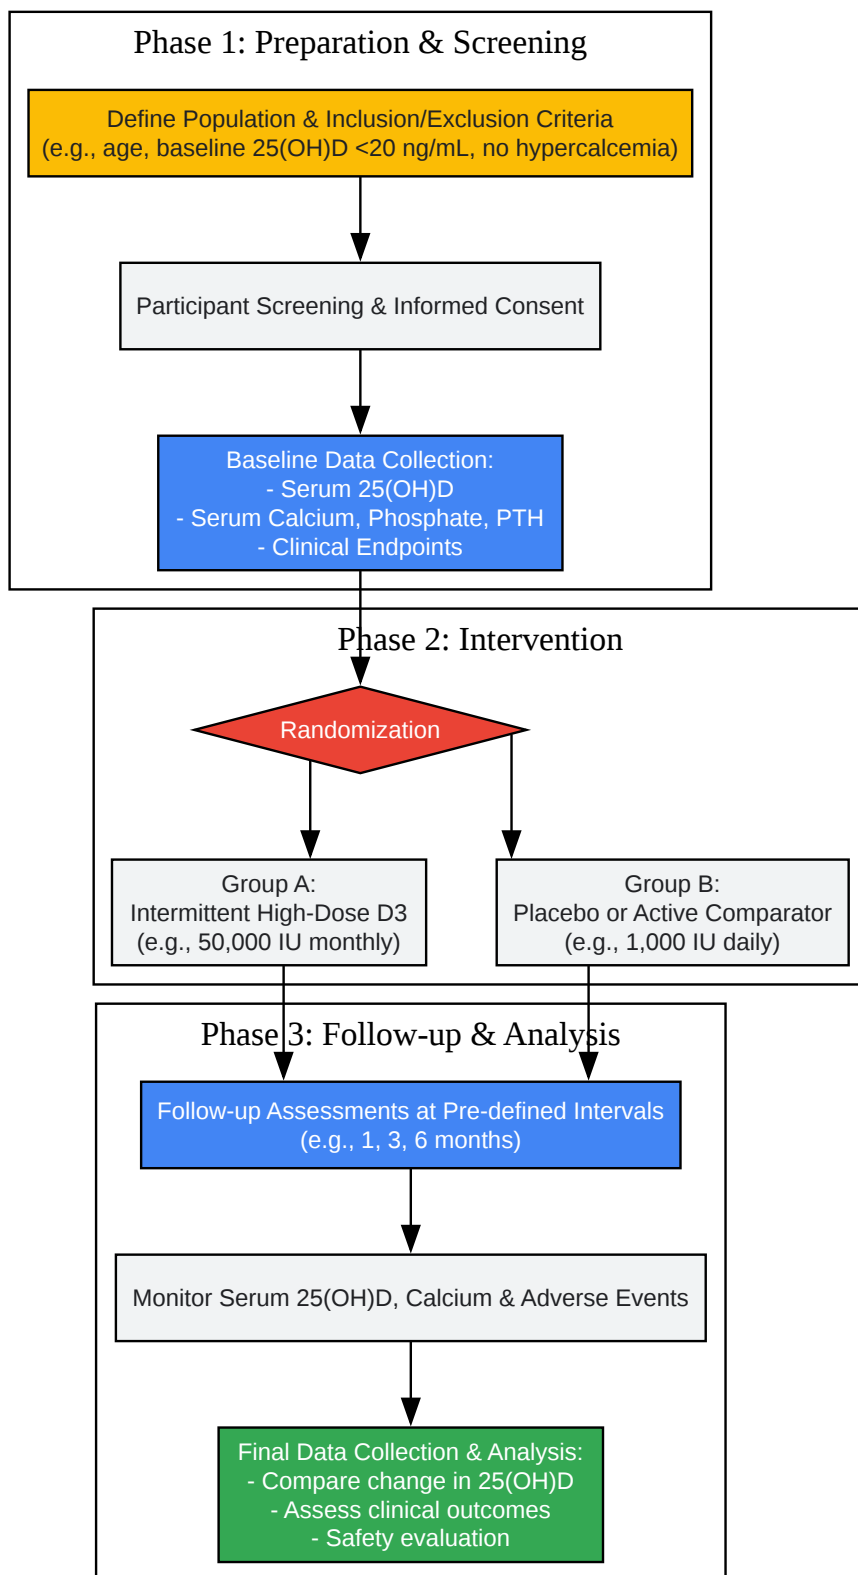 Phase 1: Preparation & Screening
Define Population & Inclusion/Exclusion Criteria
(e.g., age, baseline 25(OH)D <20 ng/mL, no hypercalcemia)
Participant Screening & Informed Consent
Baseline Data Collection:
- Serum 25(OH)D
- Serum Calcium, Phosphate, PTH
- Clinical Endpoints
Phase 2: Intervention
Randomization
Group A:
Intermittent High-Dose D3
(e.g., 50,000 IU monthly)
Group B:
Placebo or Active Comparator
(e.g., 1,000 IU daily)
Phase 3: Follow-up & Analysis
Follow-up Assessments at Pre-defined Intervals
(e.g., 1, 3, 6 months)
Monitor Serum 25(OH)D, Calcium & Adverse Events
Final Data Collection & Analysis:
- Compare change in 25(OH)D
- Assess clinical outcomes
- Safety evaluation